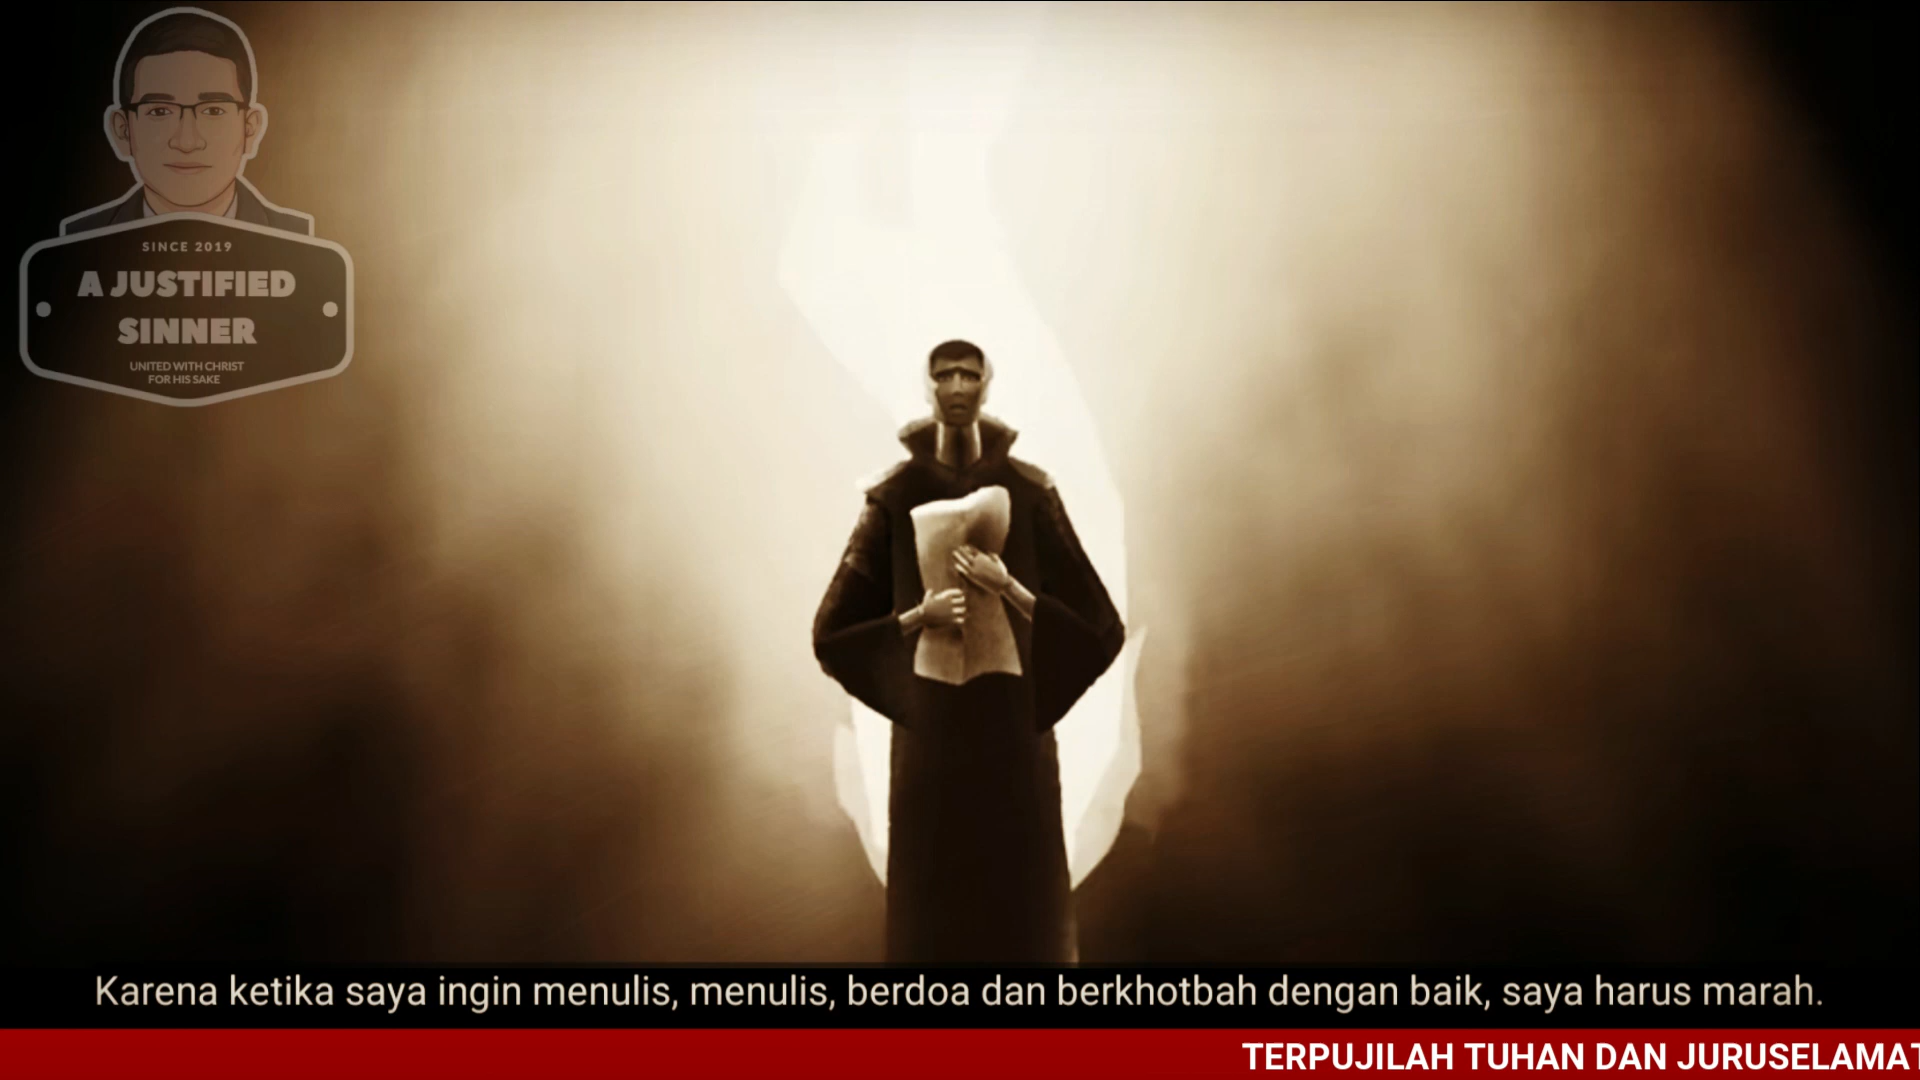 SINCE 2019
A JUSTIFIED
SINNER
UNITED WITH CHRIST
FOR HIS SAKE
Karena ketika saya ingin menulis, menulis, berdoa dan berkhotbah dengan baik, saya harus marah.
TERPUJILAH TUHAN DAN JURUSELAMAT